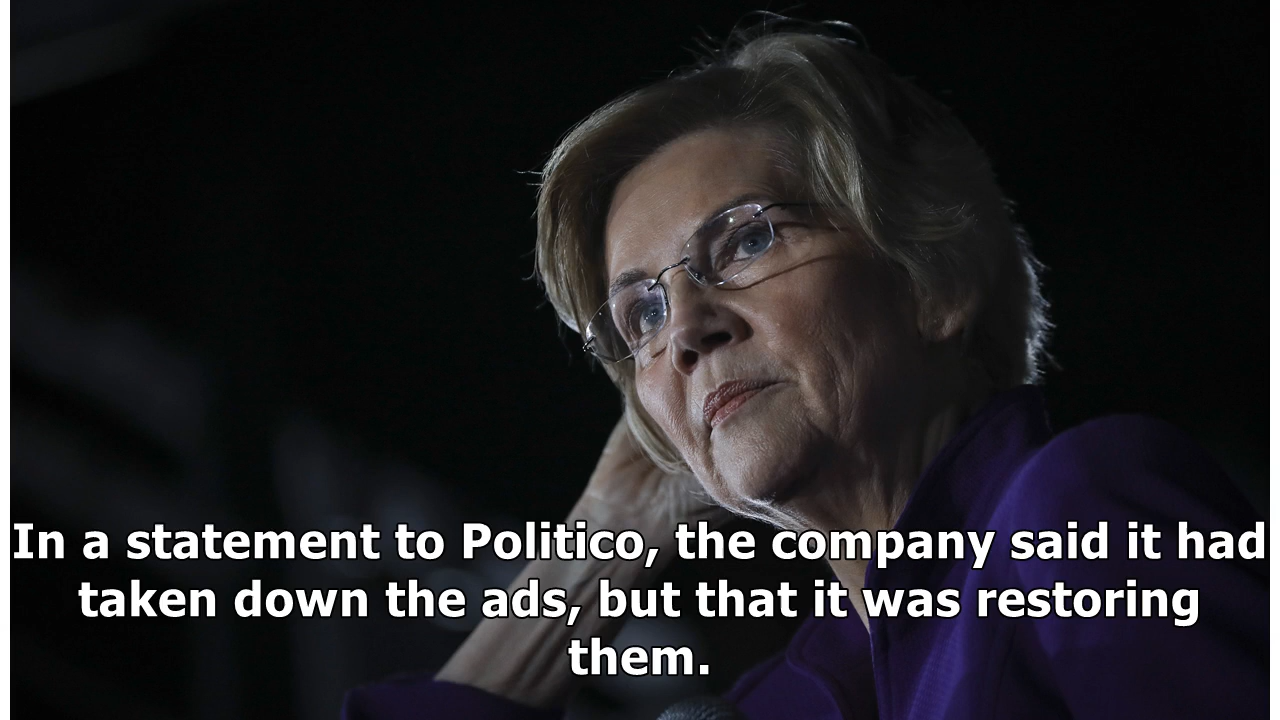 In a statement to Politico, the company said it had
taken down the ads, but that it was restoring
them.